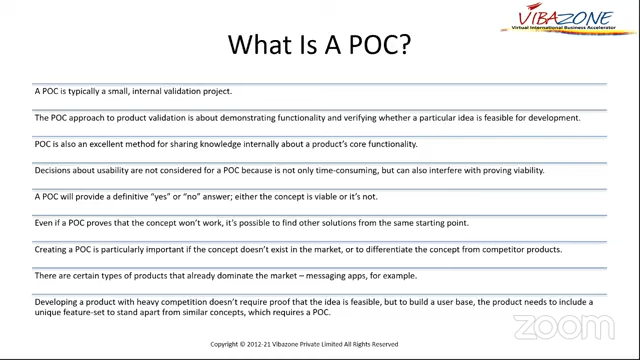 VIBAZONE
Virtual International Business Accelerator
What Is A POC?
A POC is typically a small, internal validation project.
The POC approach to product validation is about demonstrating functionality and verifying whether a particular idea is feasible for development.
POC is also an excellent method for sharing knowledge internally about a product's core functionality.
Decisions about usability are not considered for a POC because is not only time-consuming, but can also interfere with proving viability.
A POC will provide a definitive “yes” or “no” answer; either the concept is viable or it's not.
Even if a POC proves that the concept won't work, it's possible to find other solutions from the same starting point.
Creating a POC is particularly important if the concept doesn't exist in the market, or to differentiate the concept from competitor products.
There are certain types of products that already dominate the market – messaging apps, for example.
Developing a product with heavy competition doesn't require proof that the idea is feasible, but to build a user base, the product needs to include a
unique feature-set to stand apart from similar concepts, which requires a POC.
zoom
Copyright © 2012-21 Vibazone Private Limited All Rights Reserved